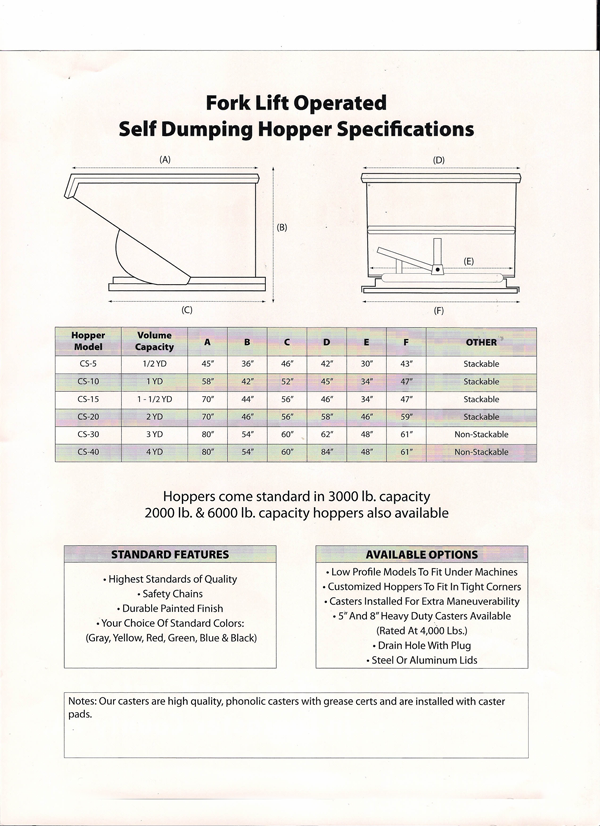 Fork Lift Operated
Self Dumping Hopper Specifications
(A)
(D)
(B)
(E)
(C)
(F)
Hopper Model Volume Capacity A B C D E F OTHER
CS-5 1/2 YD 45" 36" 46" 42" 30" 43" Stackable
CS-10 1 YD 58" 42" 52" 45" 34" 47" Stackable
CS-15 1 - 1/2 YD 70" 44" 56" 46" 34" 47" Stackable
CS-20 2 YD 70" 46" 56" 58" 46" 59" Stackable
CS-30 3 YD 80" 54" 60" 62" 48" 61" Non-Stackable
CS-40 4 YD 80" 54" 60" 84" 48" 61" Non-Stackable
Hoppers come standard in 3000 lb. capacity
2000 lb. & 6000 lb. capacity hoppers also available
STANDARD FEATURES
• Highest Standards of Quality
• Safety Chains
• Durable Painted Finish
• Your Choice Of Standard Colors:
(Gray, Yellow, Red, Green, Blue & Black)
AVAILABLE OPTIONS
• Low Profile Models To Fit Under Machines
• Customized Hoppers To Fit In Tight Corners
• Casters Installed For Extra Maneuverability
• 5" And 8" Heavy Duty Casters Available
(Rated At 4,000 Lbs.)
• Drain Hole With Plug
• Steel Or Aluminum Lids
Notes: Our casters are high quality, phonolic casters with grease certs and are installed with caster
pads.